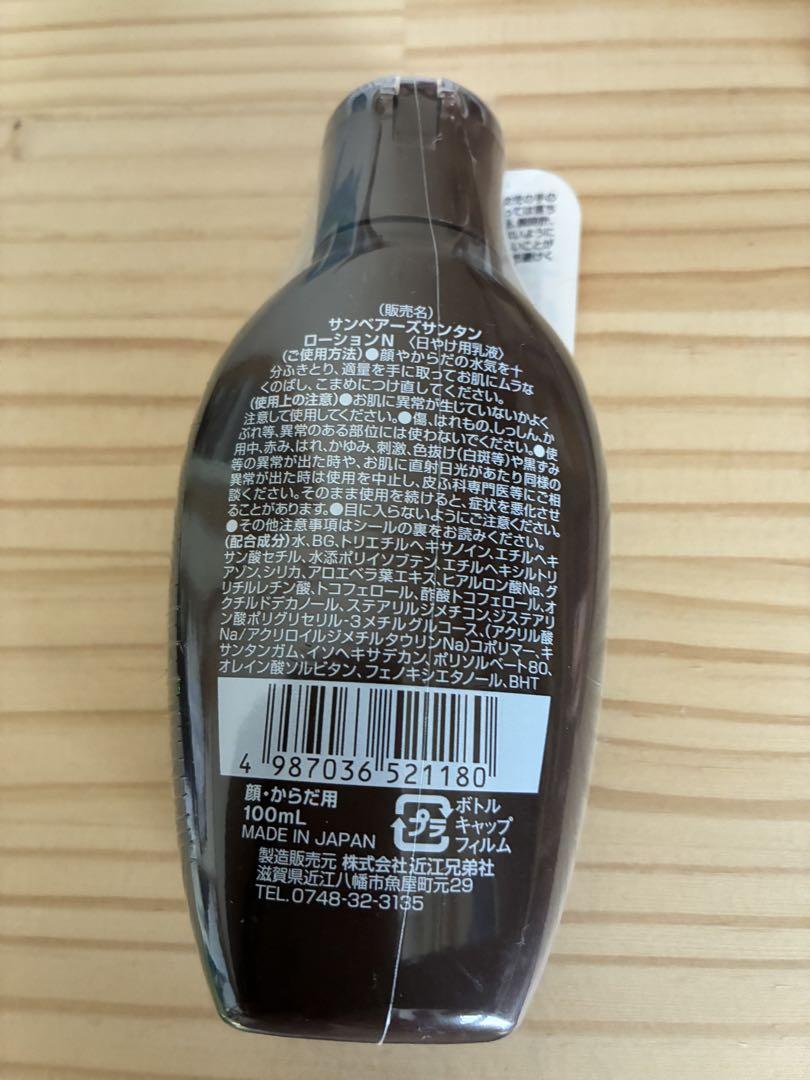 (販売名)
サンベアーズサンタン
ローションN 〈日やけ用乳液〉
(ご使用方法)●顔やからだの水気を十
分ふきとり、適量を手に取ってお肌にムラな
くのばし、こまめにつけ直してください。
(使用上の注意)●お肌に異常が生じていないかよく
注意して使用してください。●傷、はれもの、しっしん、か
ぶれ等、異常のある部位には使わないでください。●使
用中、赤み、はれ、かゆみ、刺激、色抜け(白斑等)や黒ずみ
等の異常が出た時や、お肌に直射日光があたり同様の
異常が出た時は使用を中止し、皮ふ科専門医等にご相
談ください。そのまま使用を続けると、症状を悪化させ
ることがあります。●目に入らないようにご注意ください。
●その他注意事項はシールの裏をお読みください。
(配合成分)水、BG、トリエチルヘキサノイン、エチルヘキ
サン酸セチル、水添ポリイソブテン、エチルヘキシルトリ
アゾン、シリカ、アロエベラ葉エキス、ヒアルロン酸Na、グリ
チルレチン酸、トコフェロール、酢酸トコフェロール、オ
クチルドデカノール、ステアリルジメチコン、ジステアリ
ン酸ポリグリセリル-3メチルグルコース、(アクリル酸
Na/アクリロイルジメチルタウリンNa)コポリマー、キ
サンタンガム、イソヘキサデカン、ポリソルベート80、
オレイン酸ソルビタン、フェノキシエタノール、BHT
4 987036 521180
顔・からだ用
100mL
MADE IN JAPAN
プラ
ボトル
キャップ
フィルム
製造販売元 株式会社近江兄弟社
滋賀県近江八幡市魚屋町元29
TEL.0748-32-3135